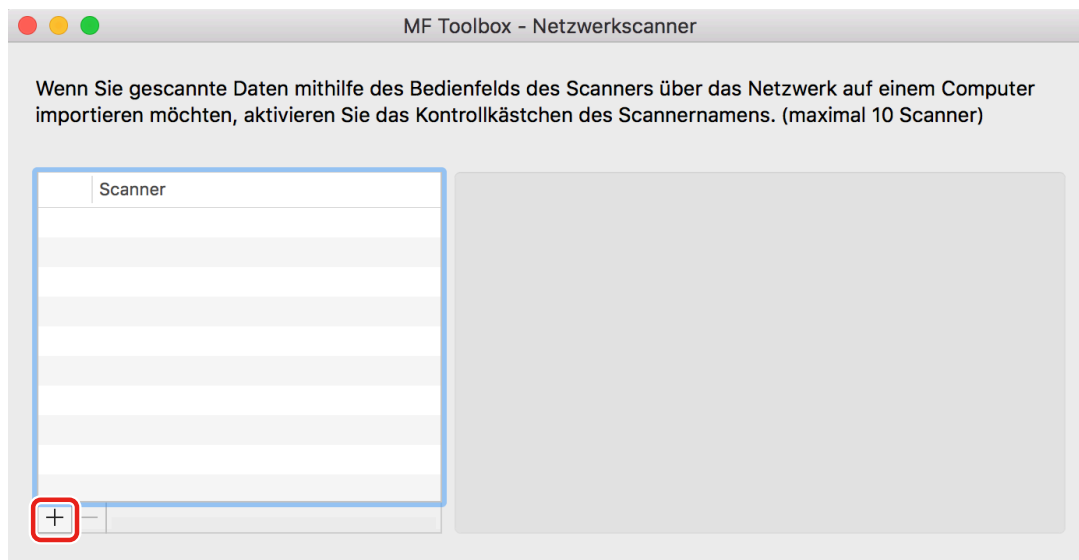 MF Toolbox - Netzwerkscanner
Wenn Sie gescannte Daten mithilfe des Bedienfelds des Scanners über das Netzwerk auf einem Computer
importieren möchten, aktivieren Sie das Kontrollkästchen des Scannernamens. (maximal 10 Scanner)
Scanner
+ −